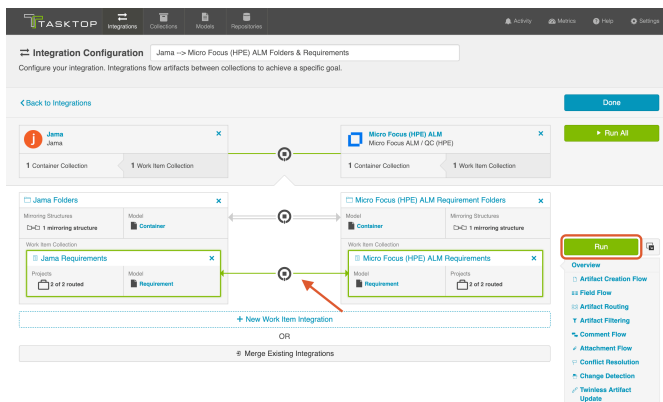 TASKTOP
Integrations
Collections
Models
Repositories
Activity
Metrics
Help
Settings
Integration Configuration
Jama --> Micro Focus (HPE) ALM Folders & Requirements
Configure your integration. Integrations flow artifacts between collections to achieve a specific goal.
Back to Integrations
Done
Jama
Jama
1 Container Collection
1 Work Item Collection
Micro Focus (HPE) ALM
Micro Focus ALM / QC (HPE)
1 Container Collection
1 Work Item Collection
Run All
Jama Folders
Mirroring Structures
1 mirroring structure
Model
Container
Work Item Collection
Jama Requirements
Projects
2 of 2 routed
Model
Requirement
Micro Focus (HPE) ALM Requirement Folders
Model
Container
Mirroring Structures
1 mirroring structure
Work Item Collection
Micro Focus (HPE) ALM Requirements
Model
Requirement
Projects
2 of 2 routed
+ New Work Item Integration
OR
Merge Existing Integrations
Run
Overview
Artifact Creation Flow
Field Flow
Artifact Routing
Artifact Filtering
Comment Flow
Attachment Flow
Conflict Resolution
Change Detection
Twinless Artifact
Update